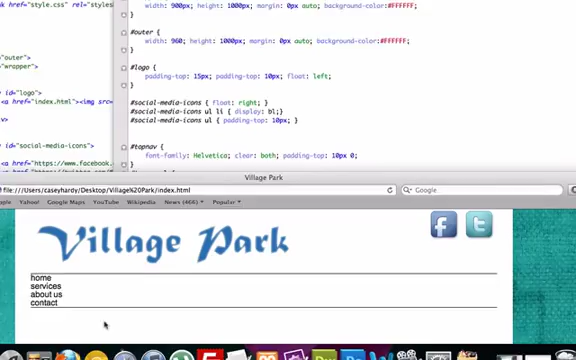 k href="style.css" rel="styles
"outer">
"wrapper">
id="logo">
<a href="index.html"><img src=
v>
id="social-media-icons">
<a href="https://www.facebook.
width: 900px; height: 1000px; margin: 0px auto; background-color:#FFFFFF;
}
#outer {
width: 960; height: 1000px; margin: 0px auto; background-color:#FFFFFF;
}
#logo {
padding-top: 15px; padding-top: 10px; float: left;
}
#social-media-icons { float: right; }
#social-media-icons ul li { display: bl;}
#social-media-icons ul { padding-top: 10px; }
#topnav {
font-family: Helvetica; clear: both; padding-top: 10px 0;
}
Village Park
file:///Users/caseyhardy/Desktop/Village%20Park/index.html
Google
Yahoo! Google Maps YouTube Wikipedia News (466) Popular
Village Park
f t
home
services
about us
contact